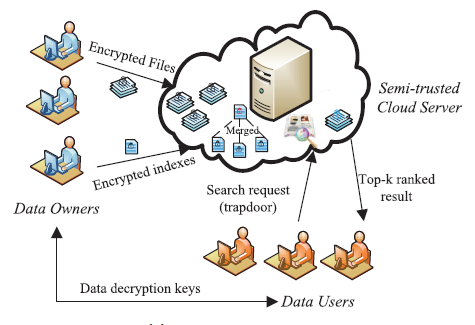 Encrypted Files
Semi-trusted
Cloud Server
Merged
Encrypted indexes
Search request
(trapdoor)
Top-k ranked
result
Data Owners
Data decryption keys
Data Users